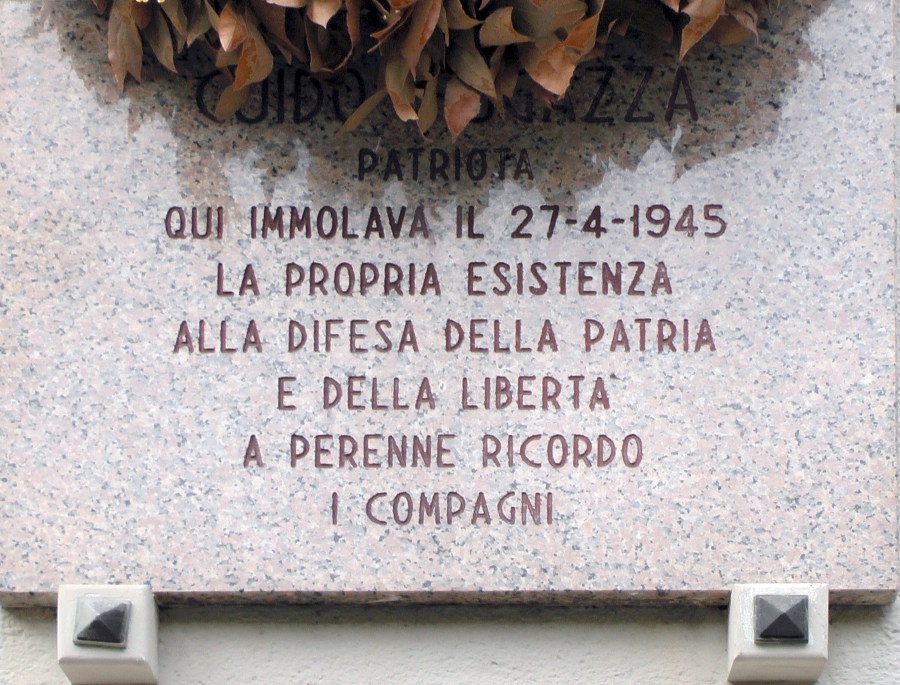 GUIDO
PATRIOTA
QUI IMMOLAVA IL 27-4-1945
LA PROPRIA ESISTENZA
ALLA DIFESA DELLA PATRIA
E DELLA LIBERTA'
A PERENNE RICORDO
I COMPAGNI